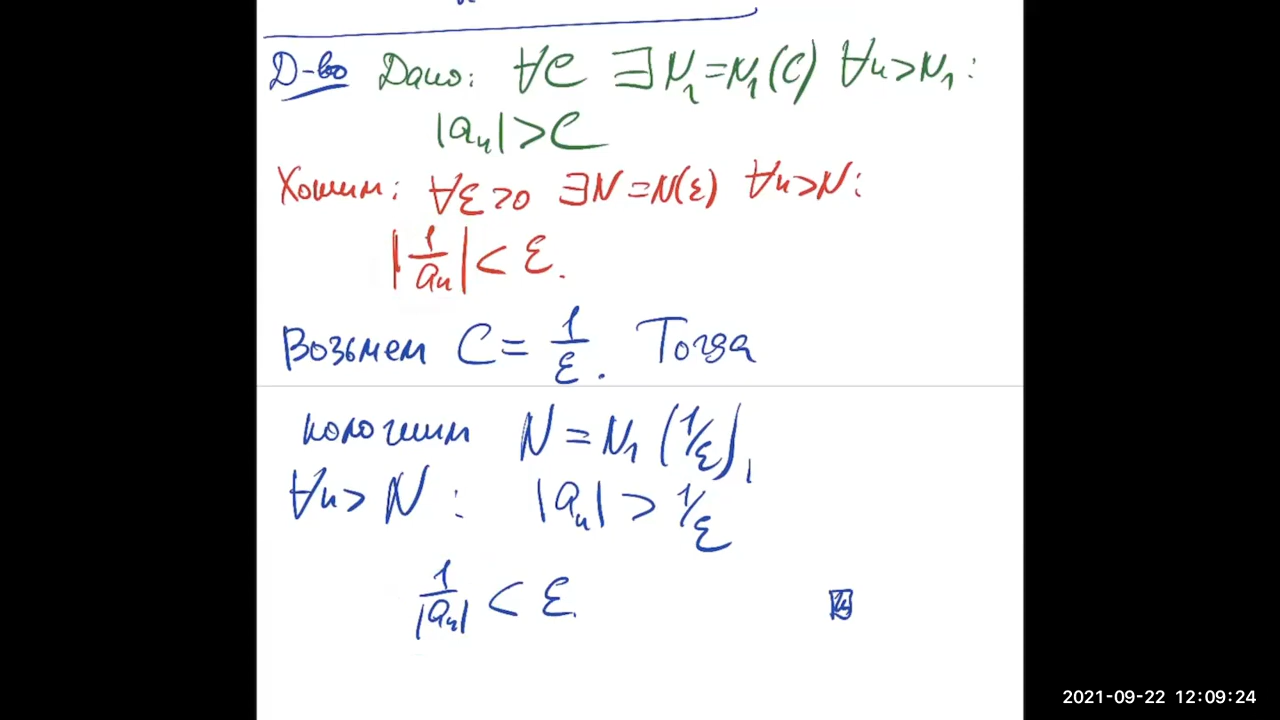 Д-во Дано: ∀C ∃N₁=N₁(C) ∀n>N₁:
|aₙ|>C
Хотим: ∀ε>0 ∃N=N(ε) ∀n>N:
|1/aₙ|<ε.
Возьмем C=1/ε. Тогда
положим N=N₁(1/ε),
∀n>N: |aₙ|>1/ε
1/|aₙ|<ε.
2021-09-22 12:09:24